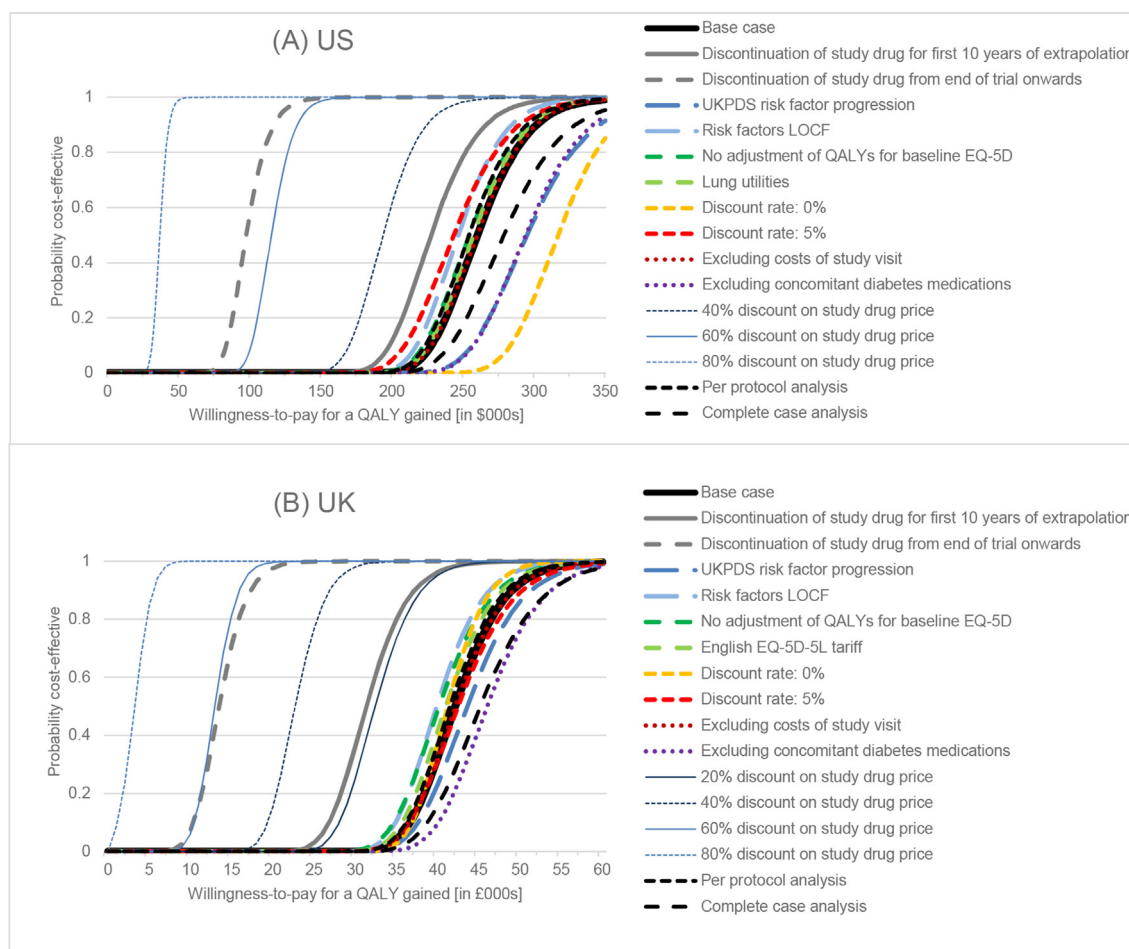 (A) US
Probability cost-effective
1
0.8
0.6
0.4
0.2
0
0 50 100 150 200 250 300 350
Willingness-to-pay for a QALY gained [in $000s]
Base case
Discontinuation of study drug for first 10 years of extrapolation
Discontinuation of study drug from end of trial onwards
UKPDS risk factor progression
Risk factors LOCF
No adjustment of QALYs for baseline EQ-5D
Lung utilities
Discount rate: 0%
Discount rate: 5%
Excluding costs of study visit
Excluding concomitant diabetes medications
40% discount on study drug price
60% discount on study drug price
80% discount on study drug price
Per protocol analysis
Complete case analysis
(B) UK
Probability cost-effective
1
0.8
0.6
0.4
0.2
0
0 5 10 15 20 25 30 35 40 45 50 55 60
Willingness-to-pay for a QALY gained [in £000s]
Base case
Discontinuation of study drug for first 10 years of extrapolation
Discontinuation of study drug from end of trial onwards
UKPDS risk factor progression
Risk factors LOCF
No adjustment of QALYs for baseline EQ-5D
English EQ-5D-5L tariff
Discount rate: 0%
Discount rate: 5%
Excluding costs of study visit
Excluding concomitant diabetes medications
20% discount on study drug price
40% discount on study drug price
60% discount on study drug price
80% discount on study drug price
Per protocol analysis
Complete case analysis